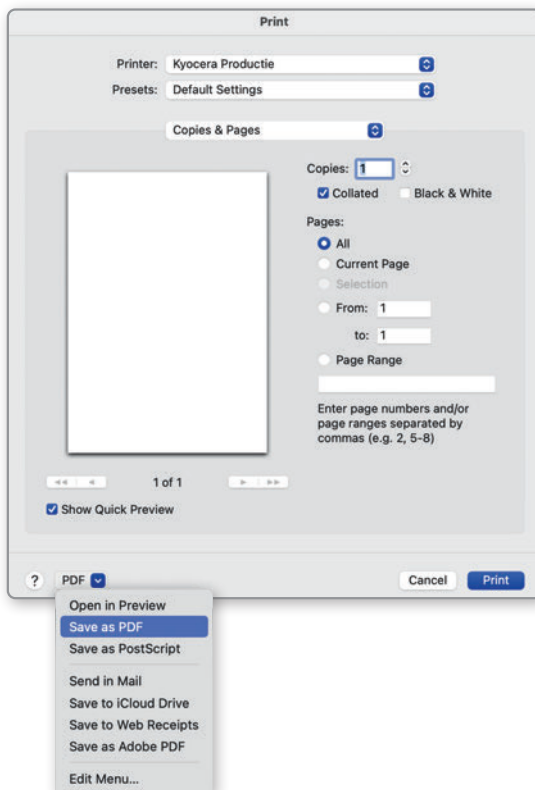 Print
Printer: Kyocera Productie
Presets: Default Settings
Copies & Pages
Copies: 1
Collated Black & White
Pages:
All
Current Page
Selection
From: 1
to: 1
Page Range
Enter page numbers and/or
page ranges separated by
commas (e.g. 2, 5-8)
1 of 1
Show Quick Preview
? PDF Cancel Print
Open in Preview
Save as PDF
Save as PostScript
Send in Mail
Save to iCloud Drive
Save to Web Receipts
Save as Adobe PDF
Edit Menu...